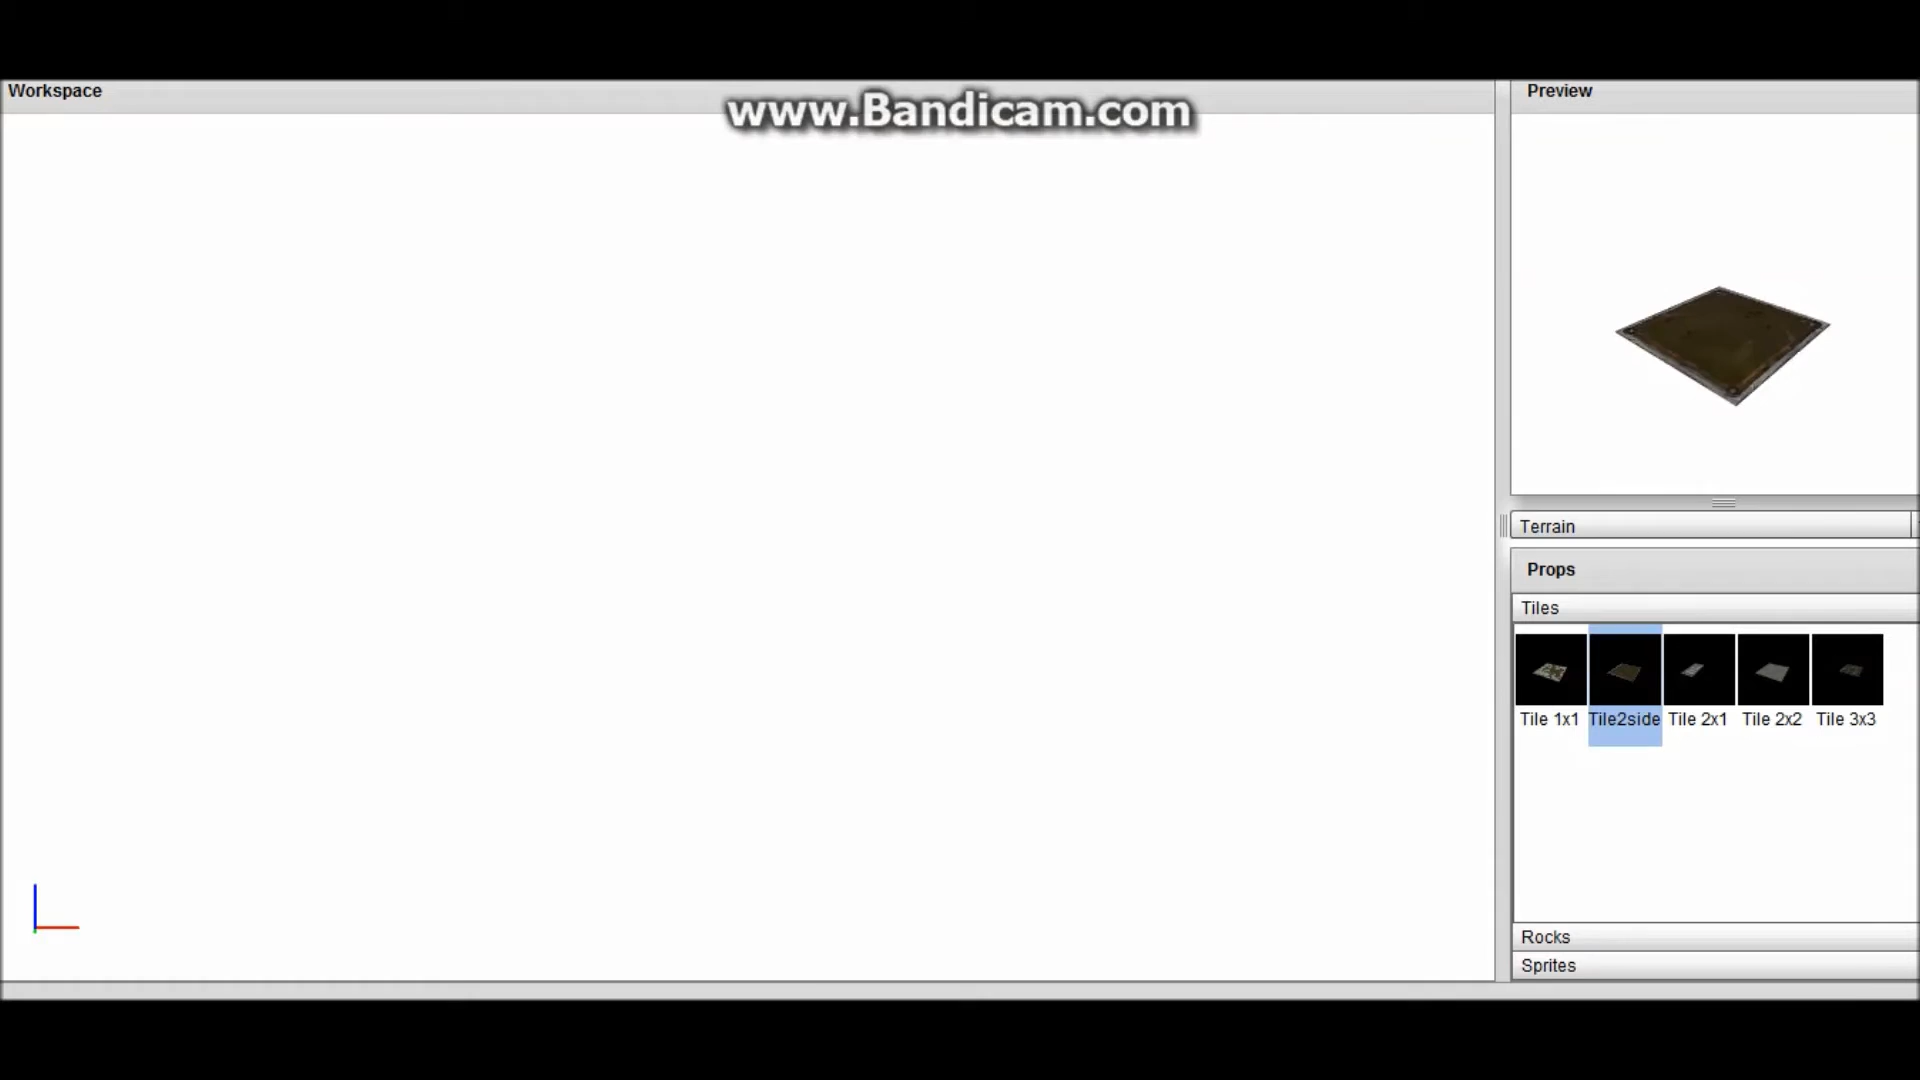 Workspace
www.Bandicam.com
Preview
Terrain
Props
Tiles
Tile 1x1
Tile2side
Tile 2x1
Tile 2x2
Tile 3x3
Rocks
Sprites